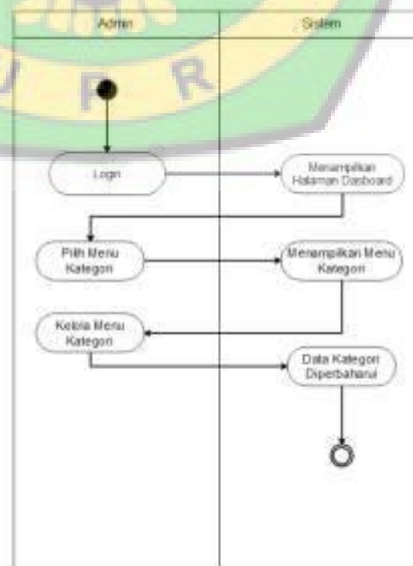 Admin
Sistem
U P R
Login
Menampilkan
Halaman Dasboard
Pilih Menu
Kategori
Menampilkan Menu
Kategori
Kelola Menu
Kategori
Data Kategori
Diperbaharui